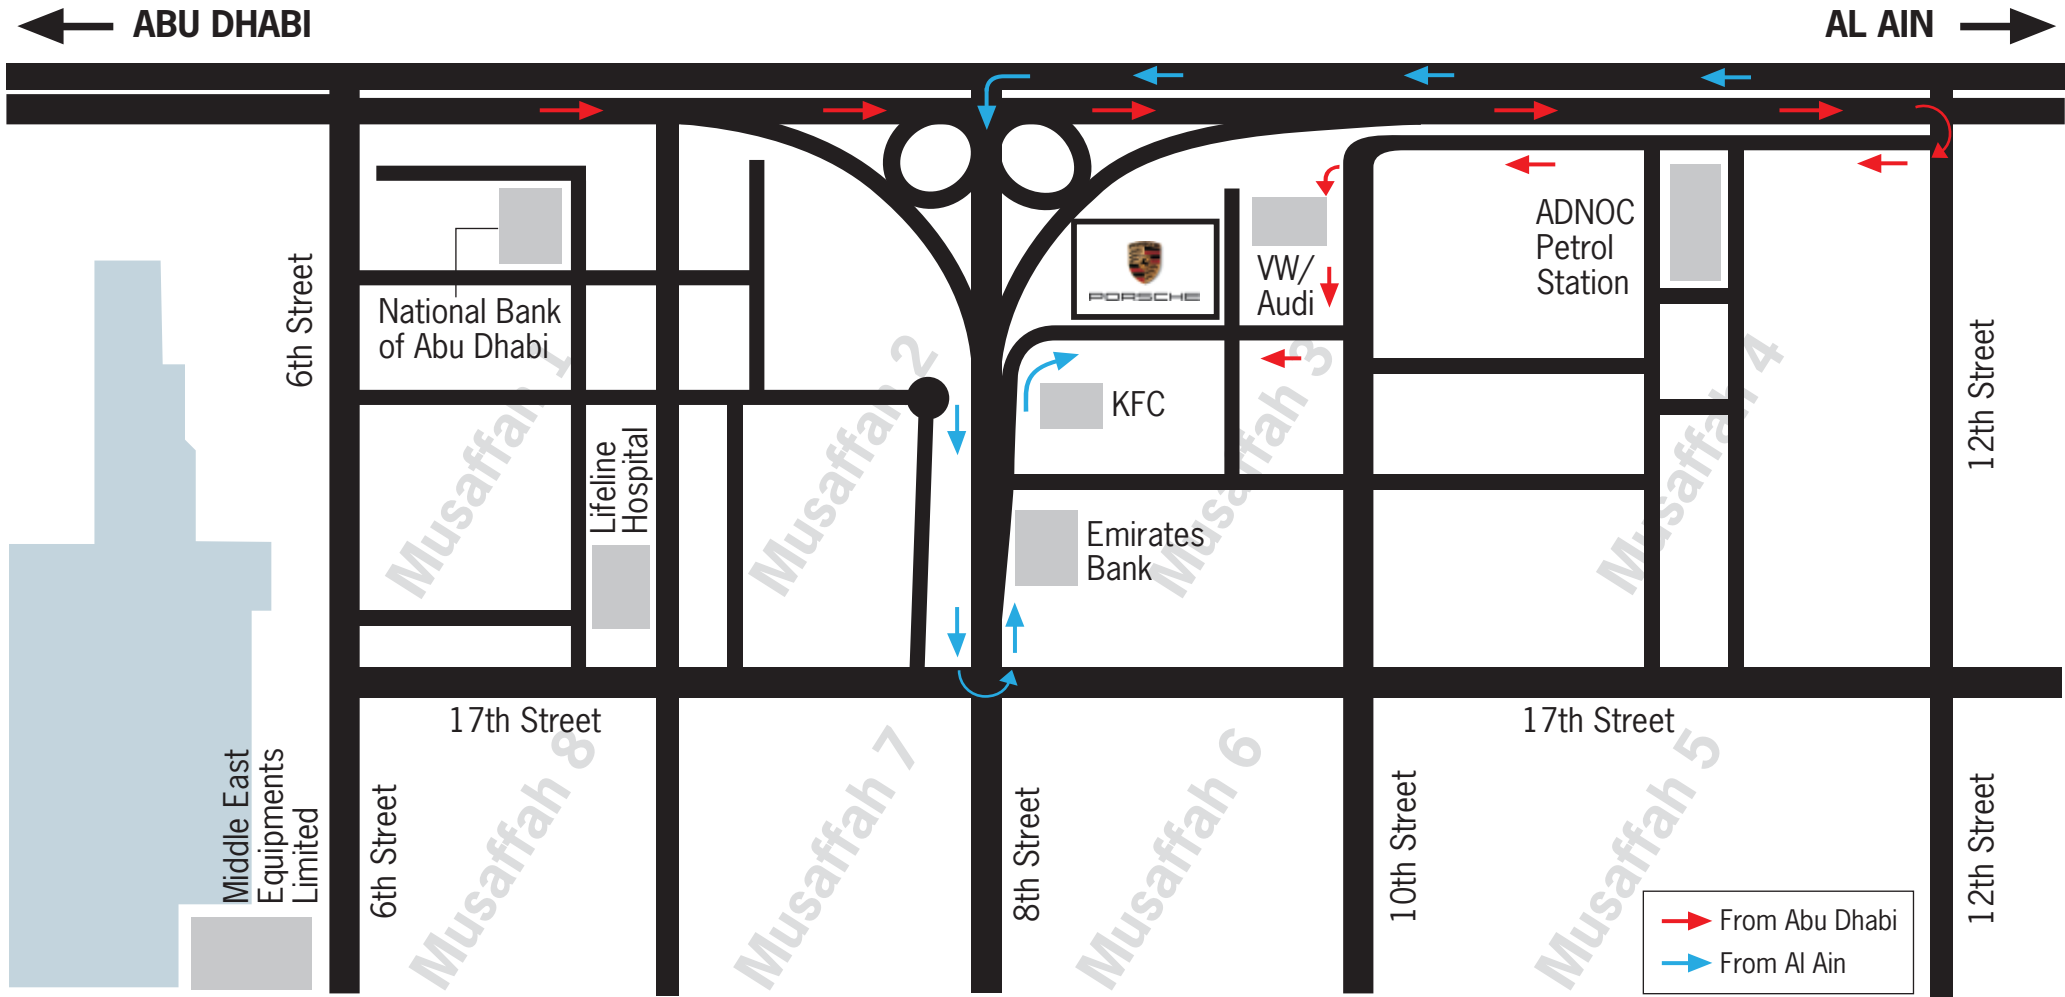 ABU DHABI
AL AIN
6th Street
National Bank
of Abu Dhabi
Musaffah 1
Lifeline
Hospital
Musaffah 2
PORSCHE
VW/
Audi
KFC
Musaffah 3
Emirates
Bank
ADNOC
Petrol
Station
Musaffah 4
12th Street
17th Street
17th Street
Middle East
Equipments
Limited
6th Street
Musaffah 8
Musaffah 7
8th Street
Musaffah 6
10th Street
Musaffah 5
12th Street
From Abu Dhabi
From Al Ain